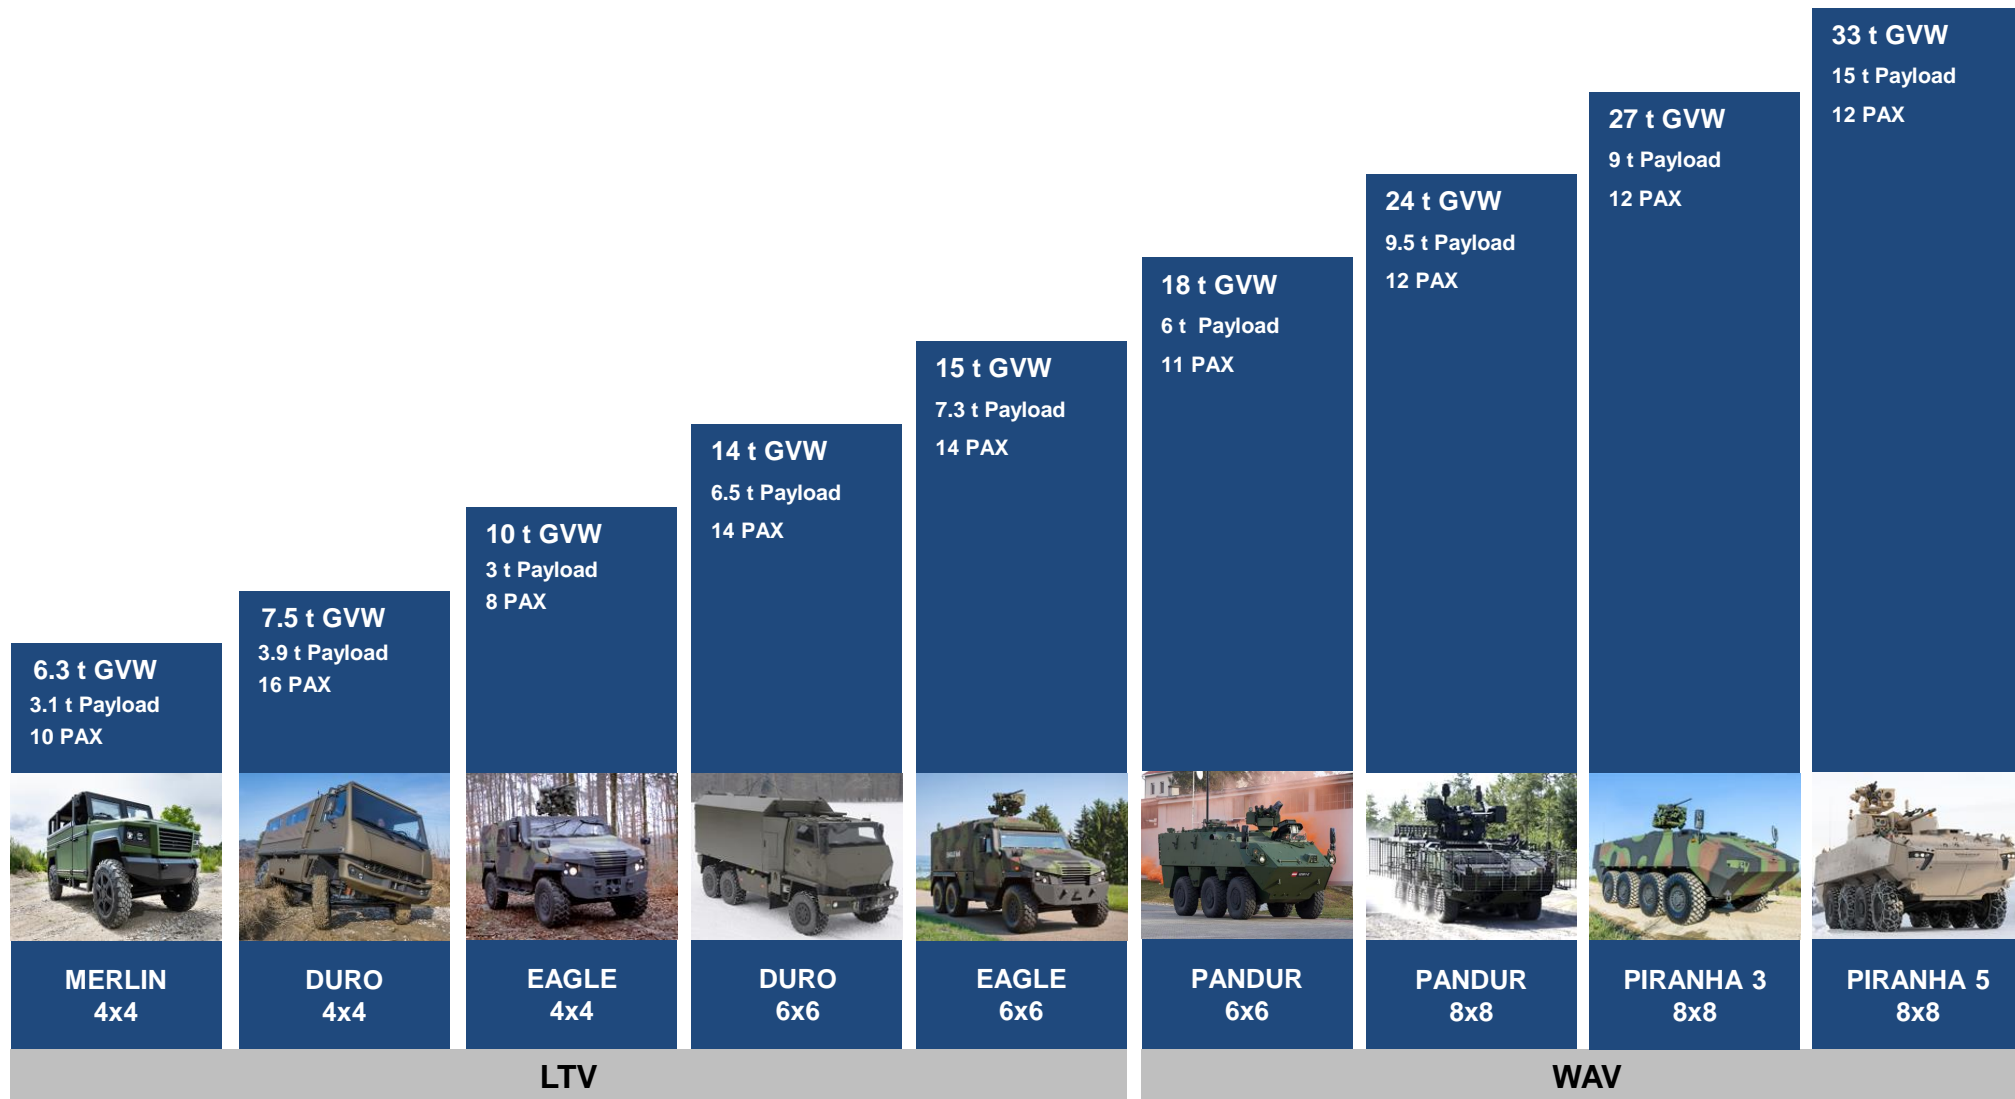 6.3 t GVW
3.1 t Payload
10 PAX
MERLIN
4x4
7.5 t GVW
3.9 t Payload
16 PAX
DURO
4x4
10 t GVW
3 t Payload
8 PAX
EAGLE
4x4
14 t GVW
6.5 t Payload
14 PAX
DURO
6x6
15 t GVW
7.3 t Payload
14 PAX
EAGLE
6x6
18 t GVW
6 t  Payload
11 PAX
PANDUR
6x6
24 t GVW
9.5 t Payload
12 PAX
PANDUR
8x8
27 t GVW
9 t Payload
12 PAX
PIRANHA 3
8x8
33 t GVW
15 t Payload
12 PAX
PIRANHA 5
8x8
LTV
WAV